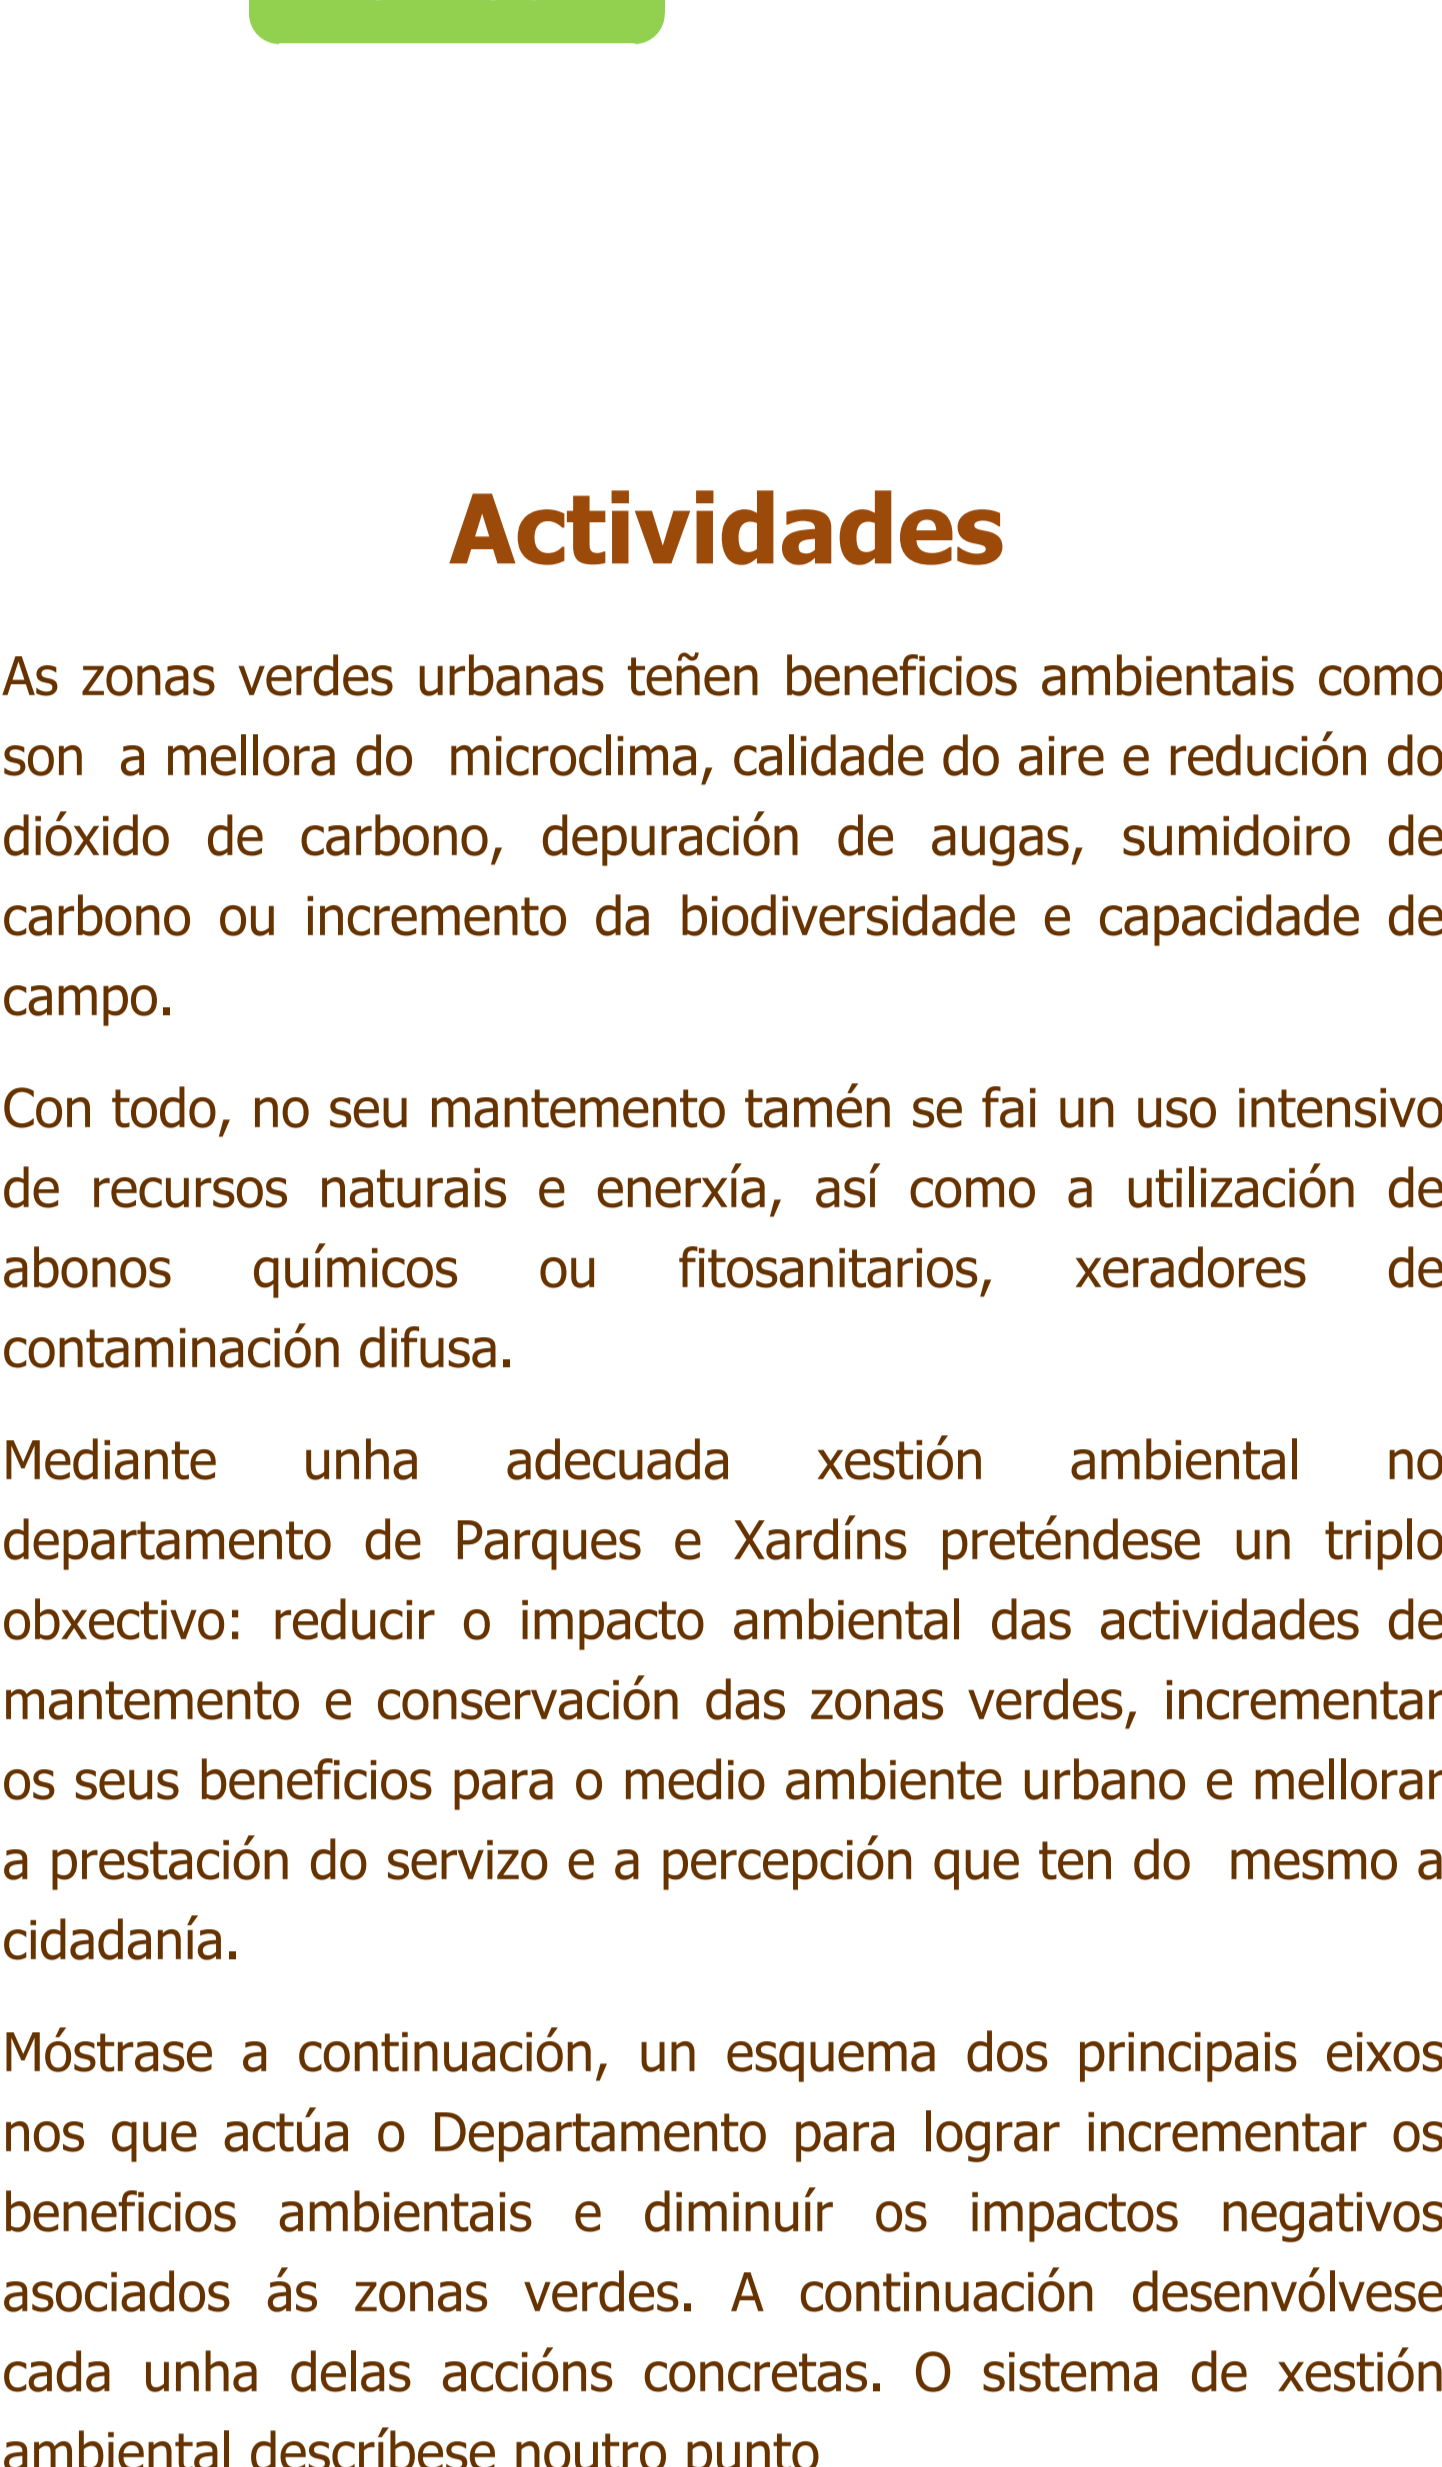 Actividades
As zonas verdes urbanas teñen beneficios ambientais como
son a mellora do microclima, calidade do aire e redución do
dióxido de carbono, depuración de augas, sumidoiro de
carbono ou incremento da biodiversidade e capacidade de
campo.
Con todo, no seu mantemento tamén se fai un uso intensivo
de recursos naturais e enerxía, así como a utilización de
abonos químicos ou fitosanitarios, xeradores de
contaminación difusa.
Mediante unha adecuada xestión ambiental no
departamento de Parques e Xardíns preténdese un triplo
obxectivo: reducir o impacto ambiental das actividades de
mantemento e conservación das zonas verdes, incrementar
os seus beneficios para o medio ambiente urbano e mellorar
a prestación do servizo e a percepción que ten do mesmo a
cidadanía.
Móstrase a continuación, un esquema dos principais eixos
nos que actúa o Departamento para lograr incrementar os
beneficios ambientais e diminuír os impactos negativos
asociados ás zonas verdes. A continuación desenvólvese
cada unha delas accións concretas. O sistema de xestión
ambiental descríbese noutro punto